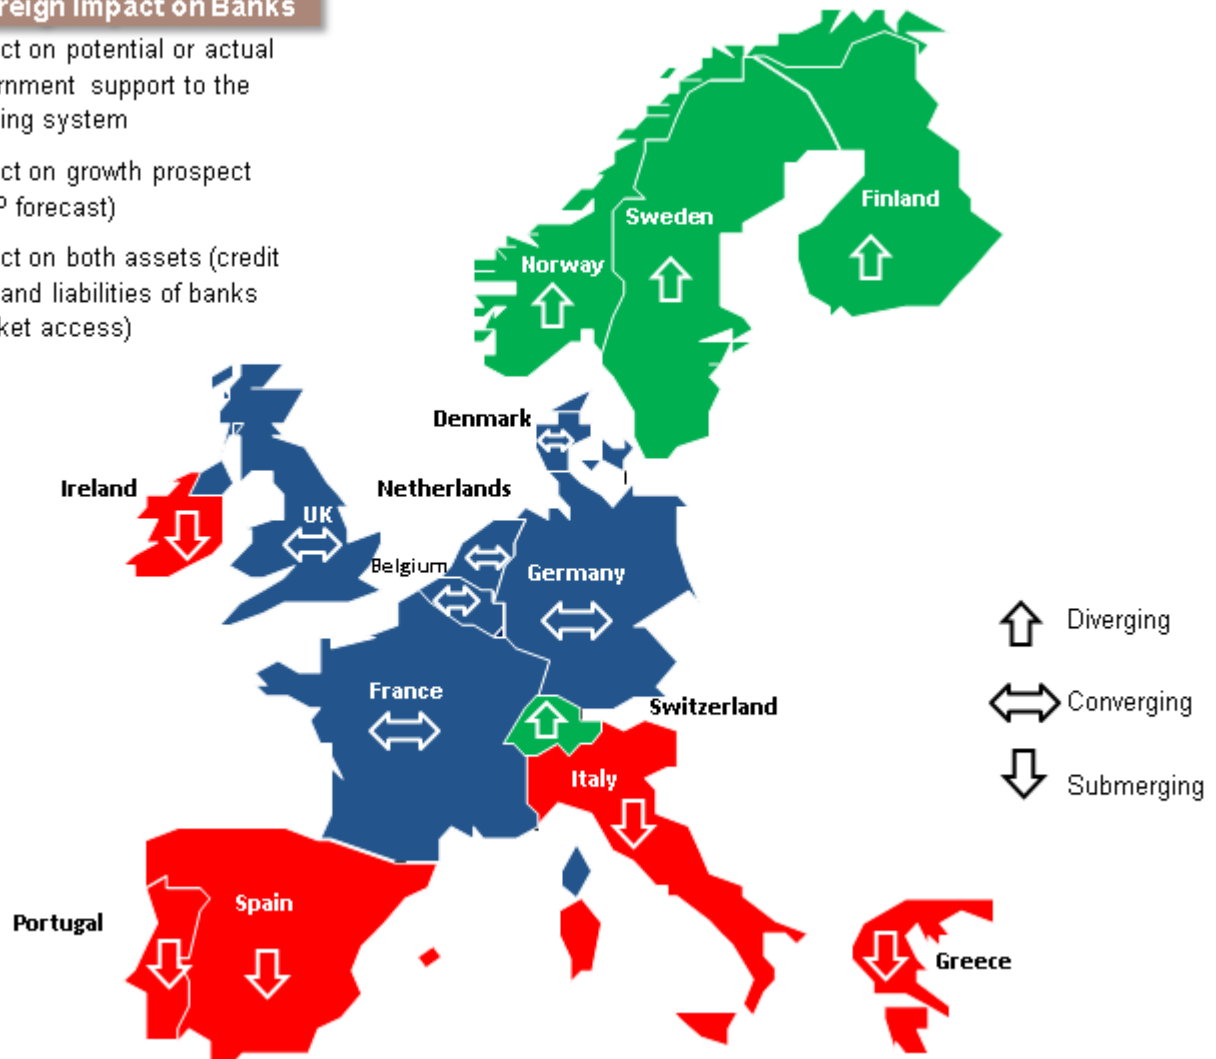 reign Impact on Banks
ct on potential or actual
rnment support to the
ing system
ct on growth prospect
P forecast)
ct on both assets (credit
and liabilities of banks
ket access)
Finland
Sweden
Norway
Denmark
Ireland
Netherlands
UK
Belgium
Germany
Diverging
France
Converging
Switzerland
Italy
Submerging
Spain
Portugal
Greece